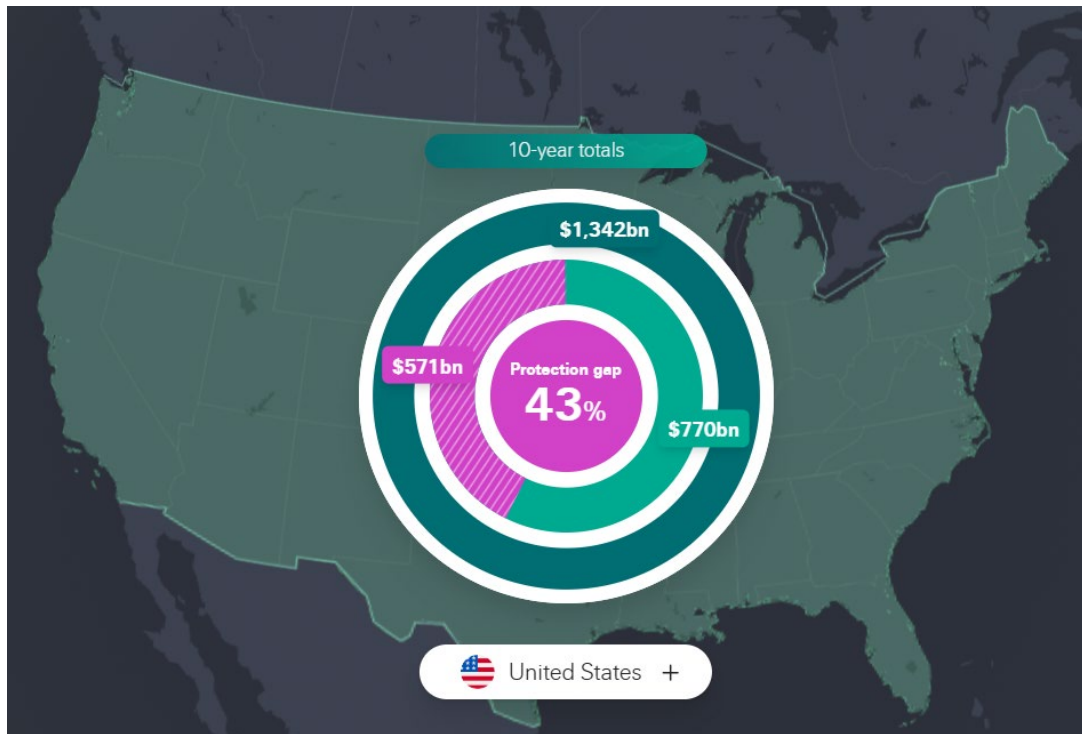 10-year totals
$1,342bn
$571bn
Protection gap
43%
$770bn
United States +